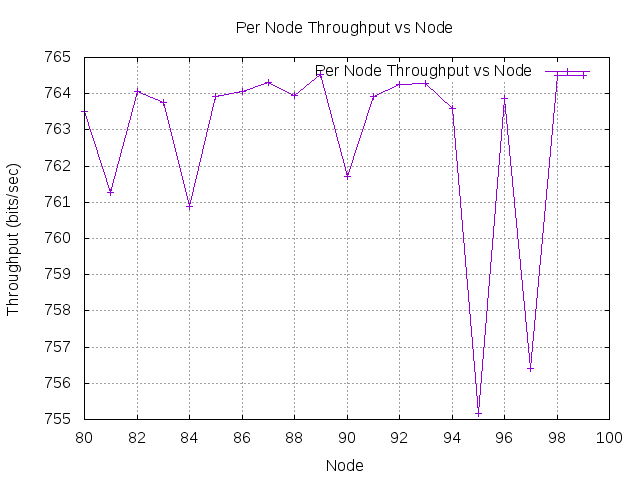 Per Node Throughput vs Node
765
Per Node Throughput vs Node
764
763
762
761
760
759
758
757
756
755
Throughput (bits/sec)
80 82 84 86 88 90 92 94 96 98 100
Node